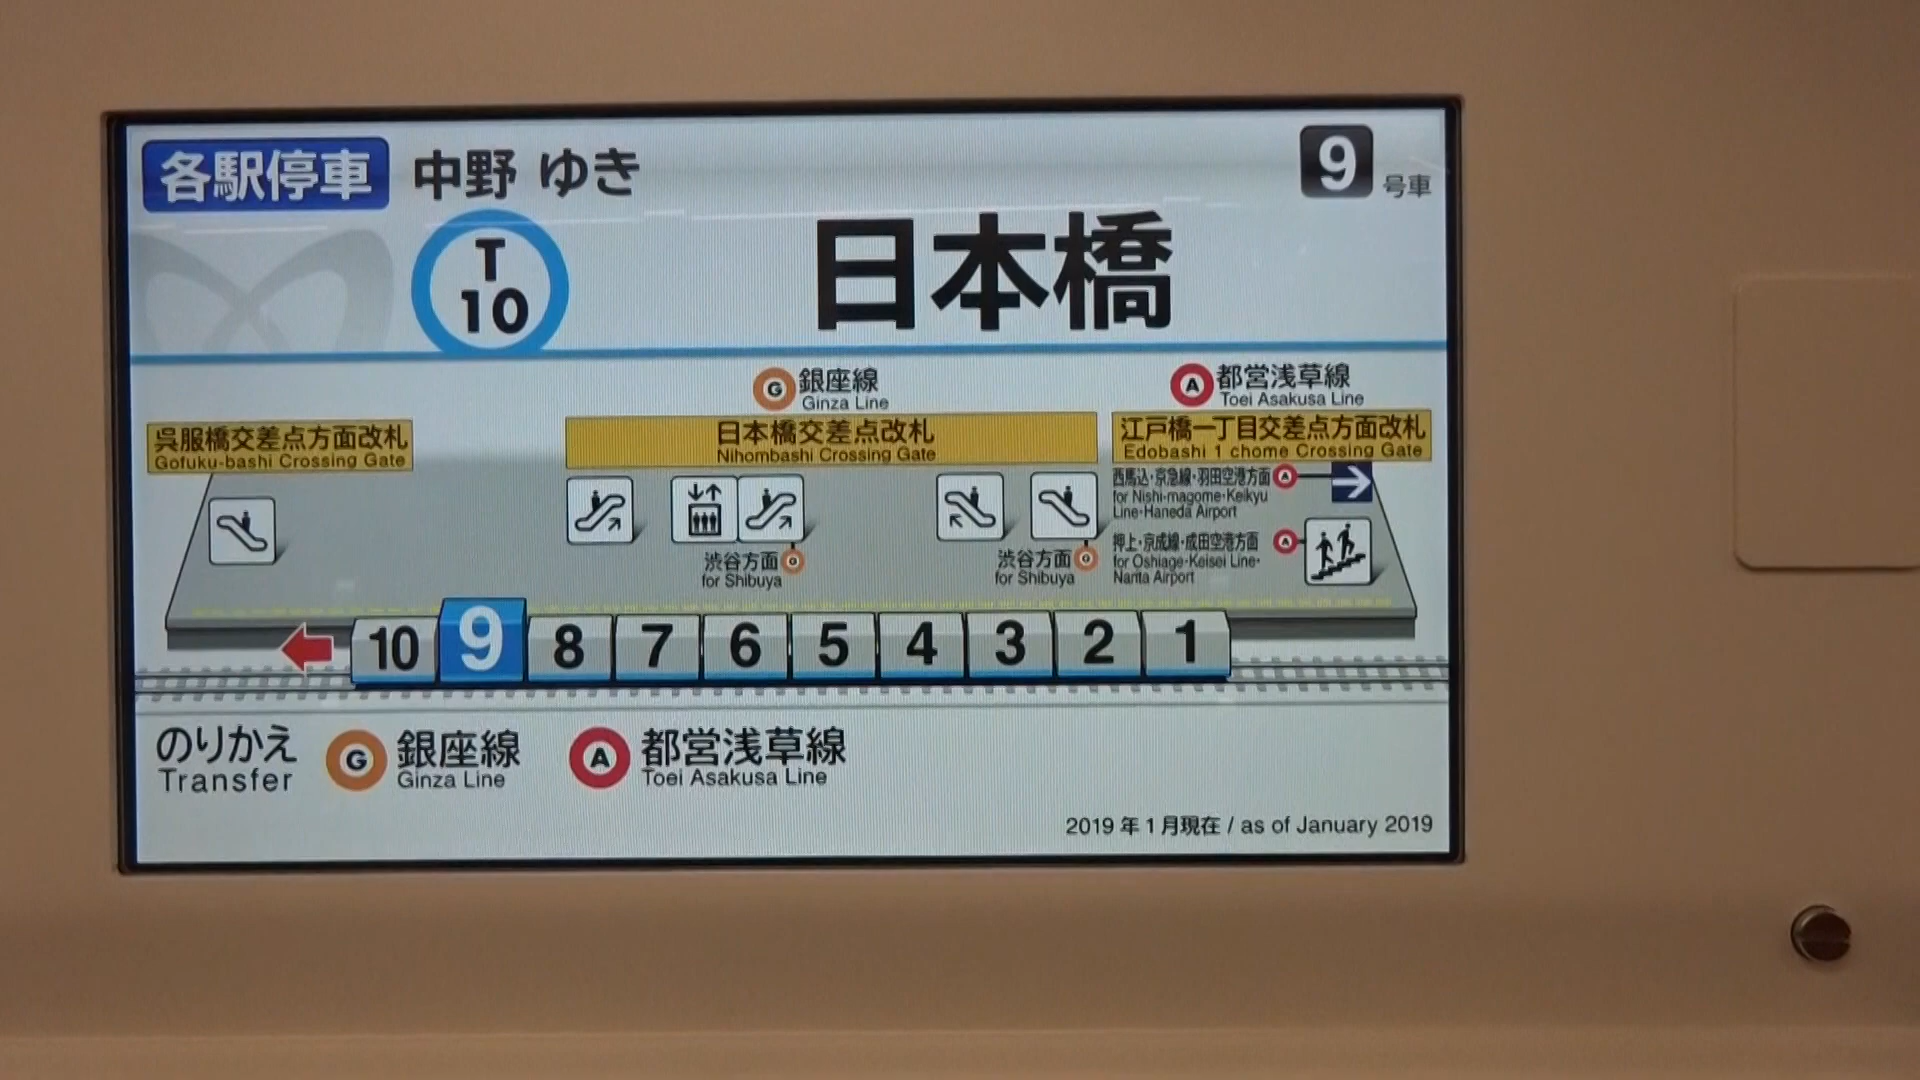 各駅停車 中野 ゆき 9 号車
T 10 日本橋
G 銀座線
Ginza Line
A 都営浅草線
Toei Asakusa Line
呉服橋交差点方面改札
Gofuku-bashi Crossing Gate
日本橋交差点改札
Nihombashi Crossing Gate
江戸橋一丁目交差点方面改札
Edobashi 1 chome Crossing Gate
西馬込・京急線・羽田空港方面 A
for Nishi-magome・Keikyu
Line・Haneda Airport
押上・京成線・成田空港方面 A
for Oshiage・Keisei Line・
Narita Airport
渋谷方面 G
for Shibuya
渋谷方面 G
for Shibuya
10 9 8 7 6 5 4 3 2 1
のりかえ
Transfer
G 銀座線
Ginza Line
A 都営浅草線
Toei Asakusa Line
2019 年 1 月現在 / as of January 2019